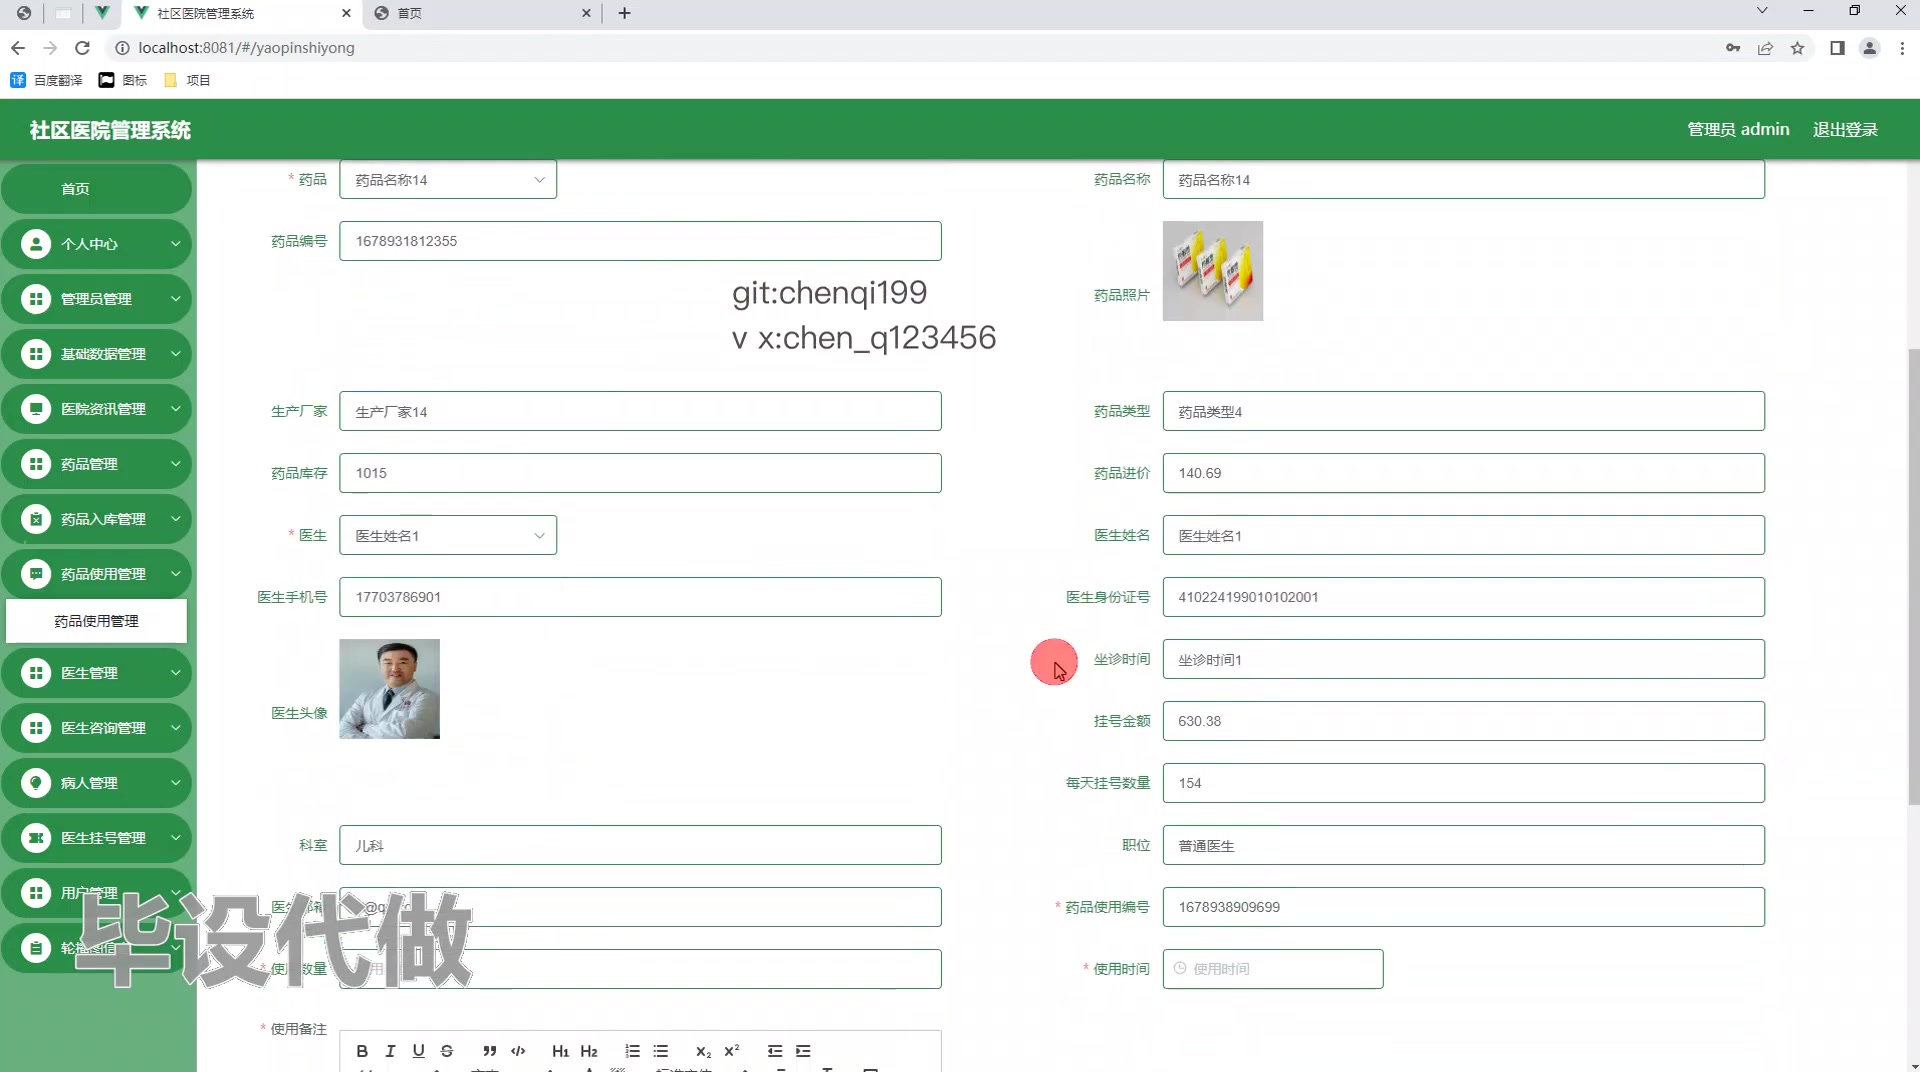 社区医院管理系统
首页
localhost:8081/#/yaopinshiyong
百度翻译
图标
项目
社区医院管理系统
管理员 admin
退出登录
首页
个人中心
管理员管理
基础数据管理
医院资讯管理
药品管理
药品入库管理
药品使用管理
药品使用管理
医生管理
医生咨询管理
病人管理
医生挂号管理
用户管理
* 药品 药品名称14
药品名称 药品名称14
药品编号 1678931812355
药品照片
git:chenqi199
v x:chen_q123456
生产厂家 生产厂家14
药品类型 药品类型4
药品库存 1015
药品进价 140.69
* 医生 医生姓名1
医生姓名 医生姓名1
医生手机号 17703786901
医生身份证号 410224199010102001
医生头像
坐诊时间 坐诊时间1
挂号金额 630.38
每天挂号数量 154
科室 儿科
职位 普通医生
* 药品使用编号 1678938909699
* 使用时间 使用时间
* 使用备注
毕设代做